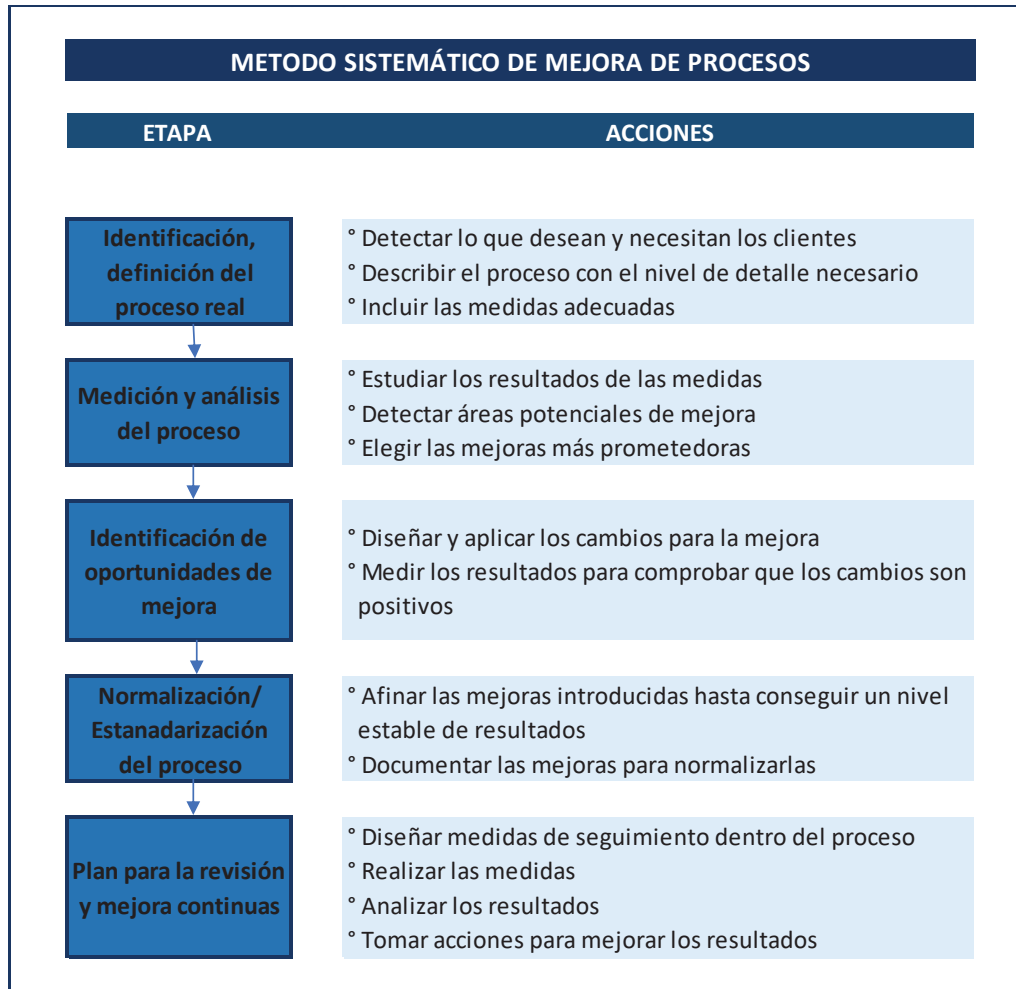 METODO SISTEMÁTICO DE MEJORA DE PROCESOS
ETAPA ACCIONES
Identificación,
definición del
proceso real
° Detectar lo que desean y necesitan los clientes
° Describir el proceso con el nivel de detalle necesario
° Incluir las medidas adecuadas
Medición y análisis
del proceso
° Estudiar los resultados de las medidas
° Detectar áreas potenciales de mejora
° Elegir las mejoras más prometedoras
Identificación de
oportunidades de
mejora
° Diseñar y aplicar los cambios para la mejora
° Medir los resultados para comprobar que los cambios son
positivos
Normalización/
Estanadarización
del proceso
° Afinar las mejoras introducidas hasta conseguir un nivel
estable de resultados
° Documentar las mejoras para normalizarlas
Plan para la revisión
y mejora continuas
° Diseñar medidas de seguimiento dentro del proceso
° Realizar las medidas
° Analizar los resultados
° Tomar acciones para mejorar los resultados